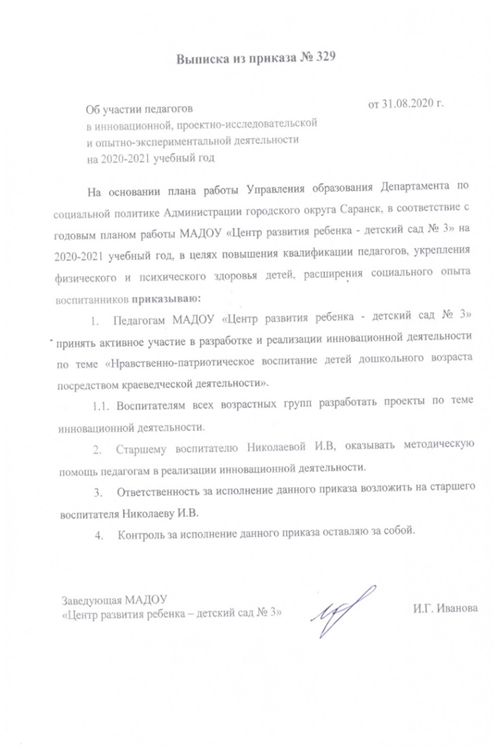 Выписка из приказа № 329
Об участии педагогов
от 31.08.2020 г.
в инновационной, проектно-исследовательской
и опытно-экспериментальной деятельности
на 2020-2021 учебный год
На основании плана работы Управления образования Департамента по
социальной политике Администрации городского округа Саранск, в соответствие с
годовым планом работы МАДОУ «Центр развития ребенка - детский сад № 3» на
2020-2021 учебный год, в целях повышения квалификации педагогов, укрепления
физического и психического здоровья детей, расширения социального опыта
воспитанников приказываю:
1. Педагогам МАДОУ «Центр развития ребенка - детский сад № 3»
принять активное участие в разработке и реализации инновационной деятельности
по теме «Нравственно-патриотическое воспитание детей дошкольного возраста
посредством краеведческой деятельности».
1.1. Воспитателям всех возрастных групп разработать проекты по теме
инновационной деятельности.
2. Старшему воспитателю Николаевой И.В, оказывать методическую
помощь педагогам в реализации инновационной деятельности.
3. Ответственность за исполнение данного приказа возложить на старшего
воспитателя Николаеву И.В.
4. Контроль за исполнение данного приказа оставляю за собой.
Заведующая МАДОУ
«Центр развития ребенка – детский сад № 3»
И.Г. Иванова